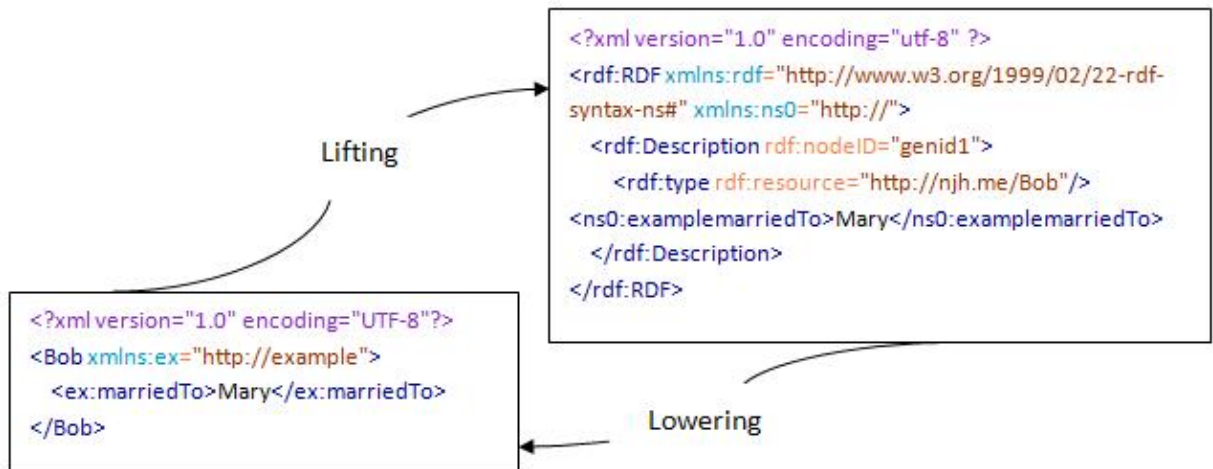 <?xml version="1.0" encoding="utf-8" ?>
<rdf:RDF xmlns:rdf="http://www.w3.org/1999/02/22-rdf-
syntax-ns#" xmlns:ns0="http://">
<rdf:Description rdf:nodeID="genid1">
<rdf:type rdf:resource="http://njh.me/Bob"/>
<ns0:examplemarriedTo>Mary</ns0:examplemarriedTo>
</rdf:Description>
</rdf:RDF>
Lifting
<?xml version="1.0" encoding="UTF-8"?>
<Bob xmlns:ex="http://example">
<ex:marriedTo>Mary</ex:marriedTo>
</Bob>
Lowering